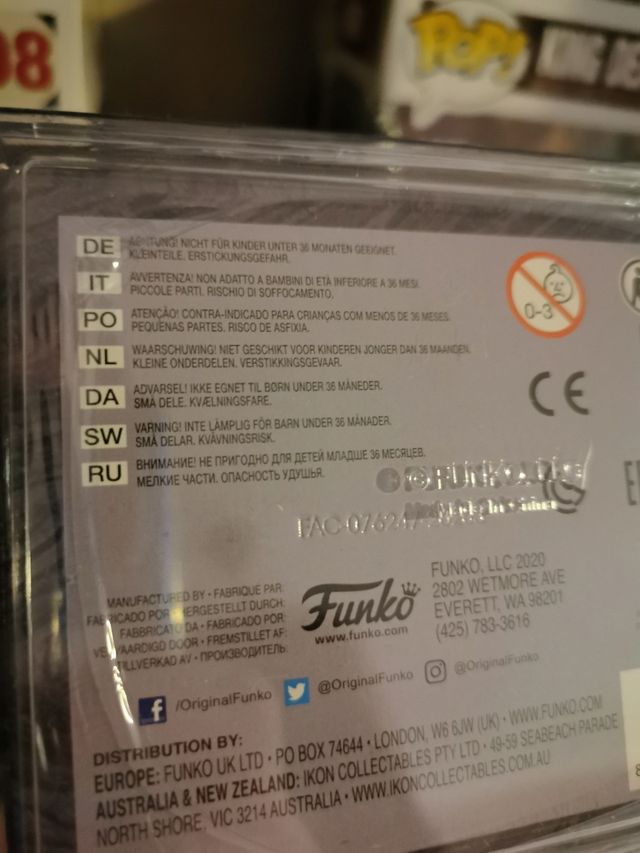 98
POP!
DE
ACHTUNG! NICHT FÜR KINDER UNTER 36 MONATEN GEEIGNET.
KLEINTEILE. ERSTICKUNGSGEFAHR.
IT
AVVERTENZA! NON ADATTO A BAMBINI DI ETÀ INFERIORE A 36 MESI.
PICCOLE PARTI. RISCHIO DI SOFFOCAMENTO.
PO
ATENÇÃO! CONTRA-INDICADO PARA CRIANÇAS COM MENOS DE 36 MESES.
PEQUENAS PARTES. RISCO DE ASFIXIA.
NL
WAARSCHUWING! NIET GESCHIKT VOOR KINDEREN JONGER DAN 36 MAANDEN.
KLEINE ONDERDELEN. VERSTIKKINGSGEVAAR.
DA
ADVARSEL! IKKE EGNET TIL BØRN UNDER 36 MÅNEDER.
SMÅ DELE. KVÆLNINGSFARE.
SW
VARNING! INTE LÄMPLIG FÖR BARN UNDER 36 MÅNADER.
SMÅ DELAR. KVÄVNINGSRISK.
RU
ВНИМАНИЕ! НЕ ПРИГОДНО ДЛЯ ДЕТЕЙ МЛАДШЕ 36 МЕСЯЦЕВ.
МЕЛКИЕ ЧАСТИ. ОПАСНОСТЬ УДУШЬЯ.
0-3
CE
MANUFACTURED BY • FABRIQUÉ PAR:
FABRICADO POR HERGESTELLT DURCH:
FABBRICATO DA • FABRICADO POR:
VERVAARDIGD DOOR • FREMSTILLET AF:
TILLVERKAD AV • ПРОИЗВОДИТЕЛЬ:
Funko
www.funko.com
FUNKO, LLC 2020
2802 WETMORE AVE
EVERETT, WA 98201
(425) 783-3616
/OriginalFunko
@OriginalFunko
@OriginalFunko
DISTRIBUTION BY:
EUROPE: FUNKO UK LTD • PO BOX 74644 • LONDON, W6 6JW (UK) • WWW.FUNKO.COM
AUSTRALIA & NEW ZEALAND: IKON COLLECTABLES PTY LTD • 49-59 SEABEACH PARADE
NORTH SHORE, VIC 3214 AUSTRALIA • WWW.IKONCOLLECTABLES.COM.AU